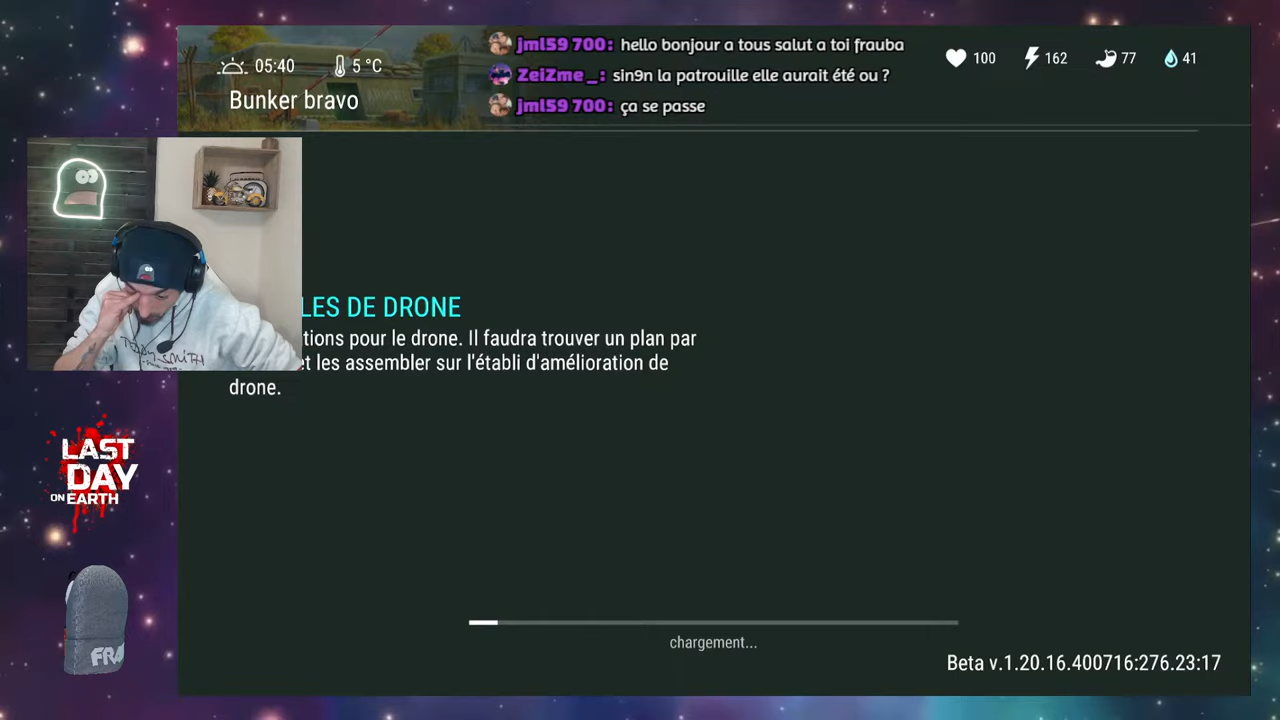 05:40
5 °C
Bunker bravo
jml59 700: hello bonjour a tous salut a toi frauba
ZeiZme_: sin9n la patrouille elle aurait été ou ?
jml59 700: ça se passe
100
162
77
41
LES DE DRONE
tions pour le drone. Il faudra trouver un plan par
et les assembler sur l'établi d'amélioration de
drone.
TEDDY SMITH
LAST
DAY
ON EARTH
FRA
chargement...
Beta v.1.20.16.400716:276.23:17